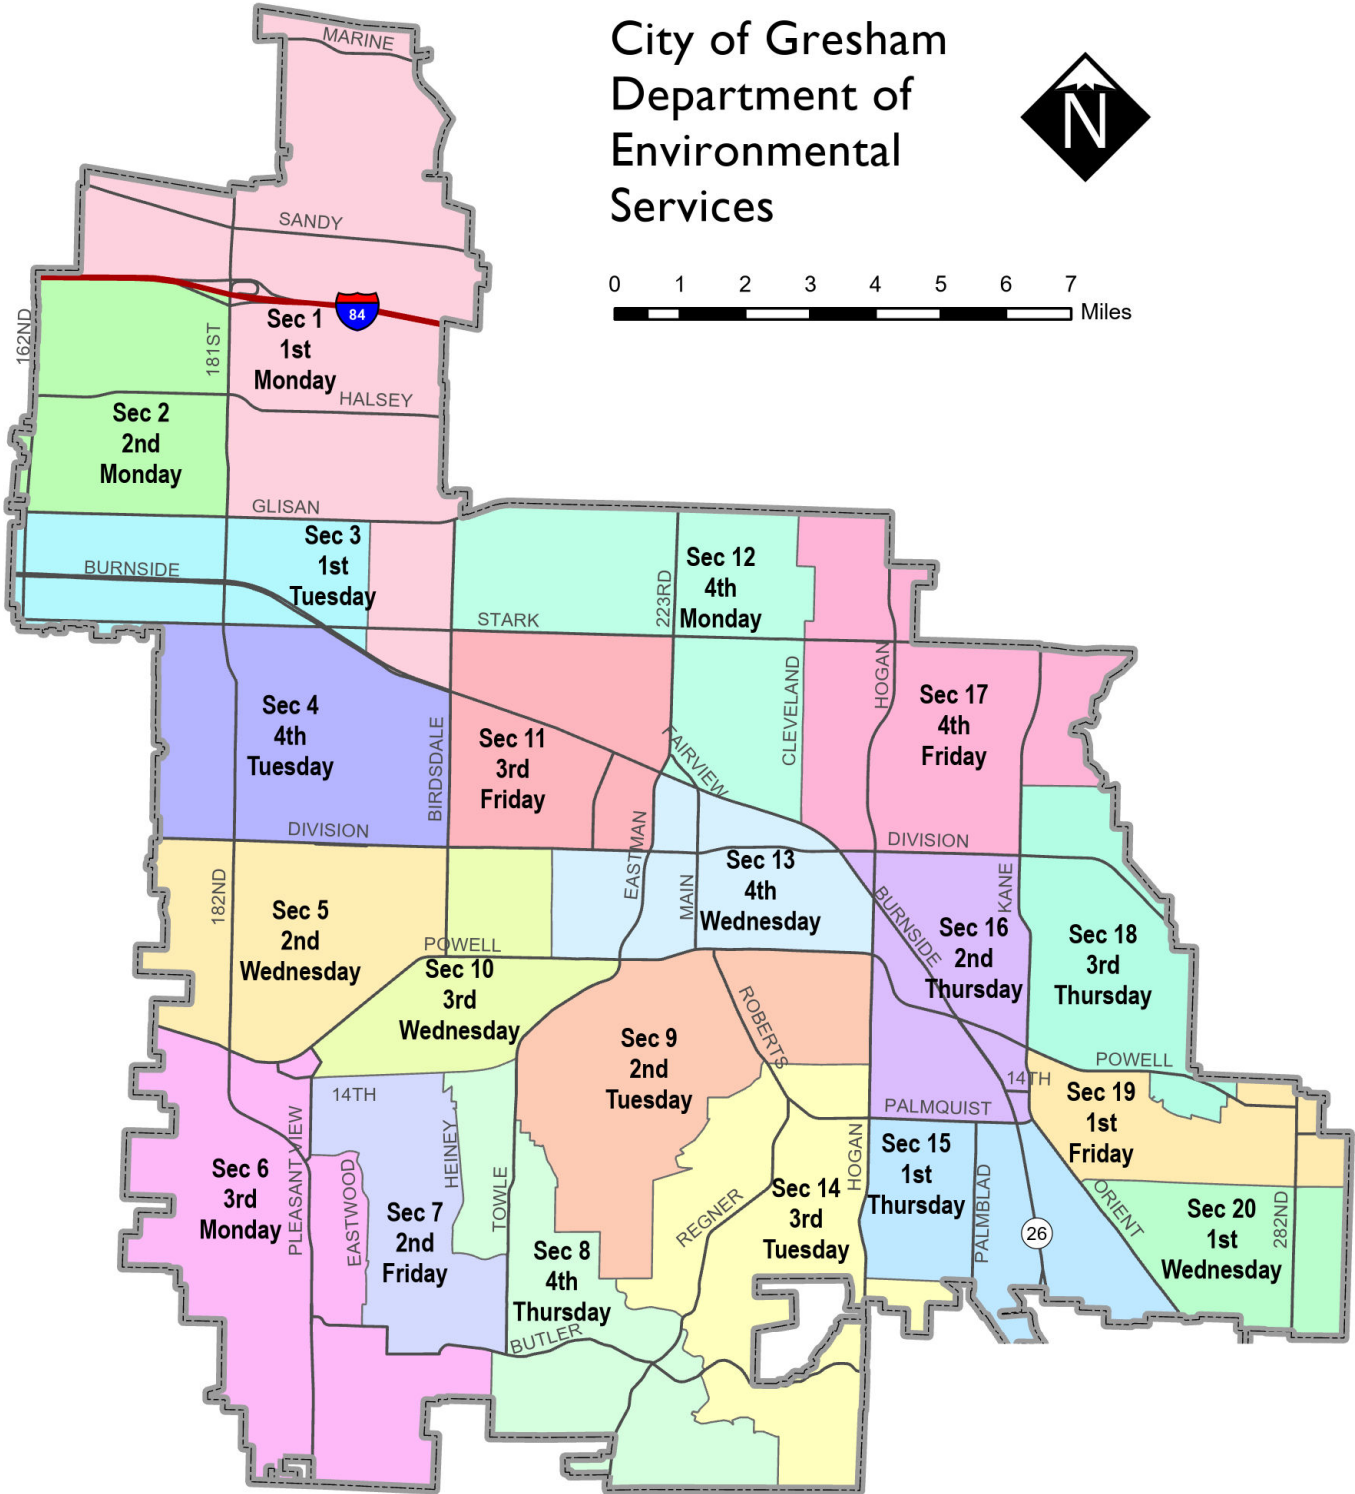 City of Gresham
Department of
Environmental
Services
N
0 1 2 3 4 5 6 7
Miles
MARINE
SANDY
84
162ND
181ST
Sec 1
1st
Monday
HALSEY
Sec 2
2nd
Monday
GLISAN
Sec 3
1st
Tuesday
BURNSIDE
STARK
223RD
Sec 12
4th
Monday
CLEVELAND
HOGAN
Sec 17
4th
Friday
Sec 4
4th
Tuesday
BIRDSDALE
Sec 11
3rd
Friday
FAIRVIEW
DIVISION
EASTMAN
MAIN
Sec 13
4th
Wednesday
DIVISION
KANE
BURNSIDE
182ND
Sec 5
2nd
Wednesday
POWELL
Sec 10
3rd
Wednesday
Sec 16
2nd
Thursday
Sec 18
3rd
Thursday
ROBERTS
Sec 9
2nd
Tuesday
POWELL
14TH
14TH
PALMQUIST
Sec 19
1st
Friday
PLEASANT VIEW
EASTWOOD
HEINEY
TOWLE
Sec 6
3rd
Monday
Sec 7
2nd
Friday
Sec 8
4th
Thursday
BUTLER
REGNER
Sec 14
3rd
Tuesday
HOGAN
Sec 15
1st
Thursday
PALMBLAD
26
ORIENT
Sec 20
1st
Wednesday
282ND